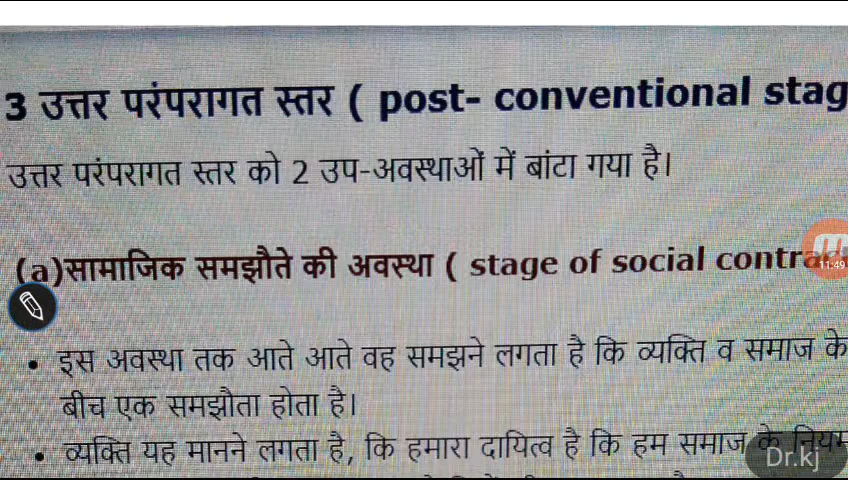 3 उत्तर परंपरागत स्तर ( post- conventional stag
उत्तर परंपरागत स्तर को 2 उप-अवस्थाओं में बांटा गया है।
(a)सामाजिक समझौते की अवस्था ( stage of social contra
11:49
• इस अवस्था तक आते आते वह समझने लगता है कि व्यक्ति व समाज के
बीच एक समझौता होता है।
• व्यक्ति यह मानने लगता है, कि हमारा दायित्व है कि हम समाज के नियम
Dr.kj